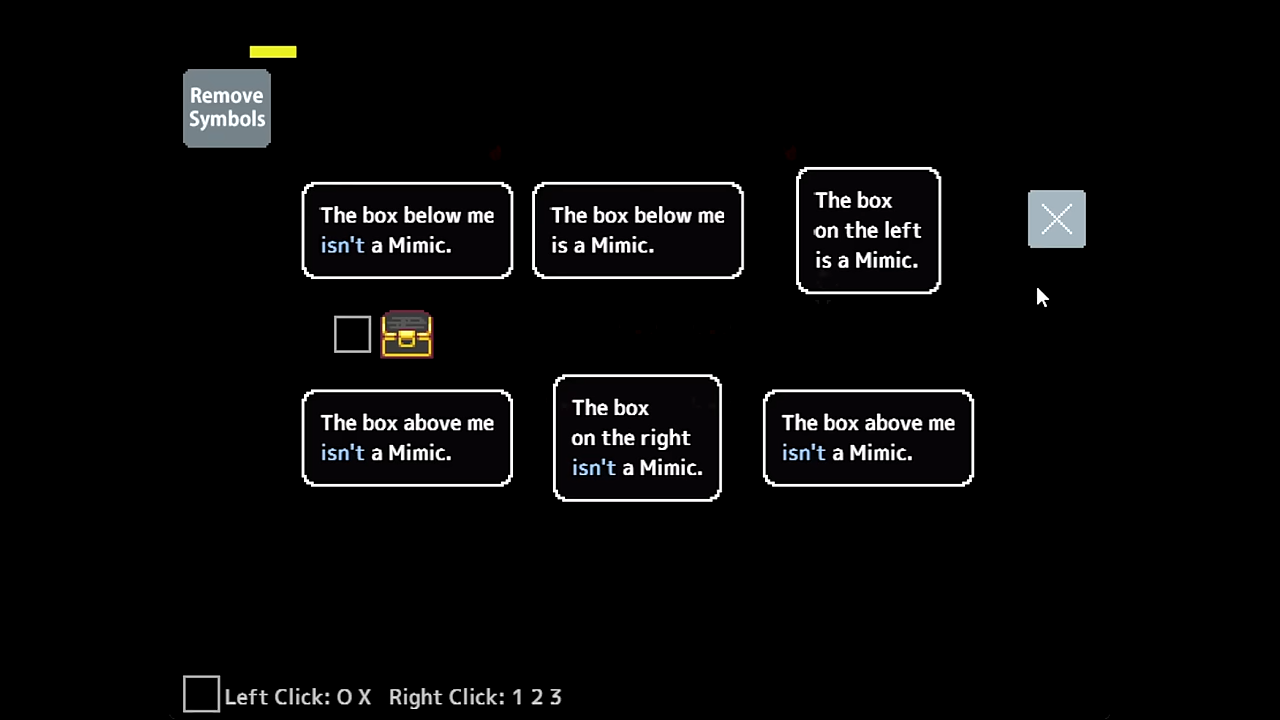 Remove
Symbols
The box below me
isn't a Mimic.
The box below me
is a Mimic.
The box
on the left
is a Mimic.
The box above me
isn't a Mimic.
The box
on the right
isn't a Mimic.
The box above me
isn't a Mimic.
Left Click: O X Right Click: 1 2 3